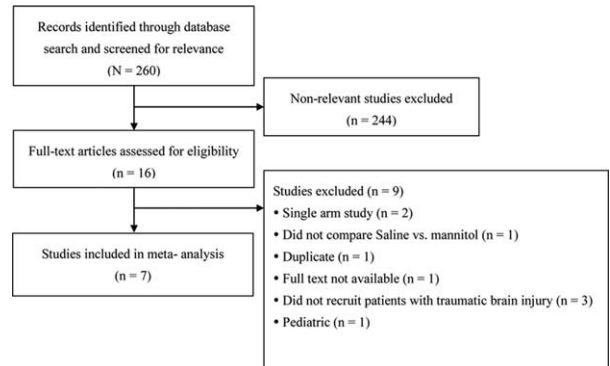 Records identified through database
search and screened for relevance
(N = 260)
Non-relevant studies excluded
(n = 244)
Full-text articles assessed for eligibility
(n = 16)
Studies excluded (n = 9)
• Single arm study (n = 2)
• Did not compare Saline vs. mannitol (n = 1)
• Duplicate (n = 1)
• Full text not available (n = 1)
• Did not recruit patients with traumatic brain injury (n = 3)
• Pediatric (n = 1)
Studies included in meta- analysis
(n = 7)